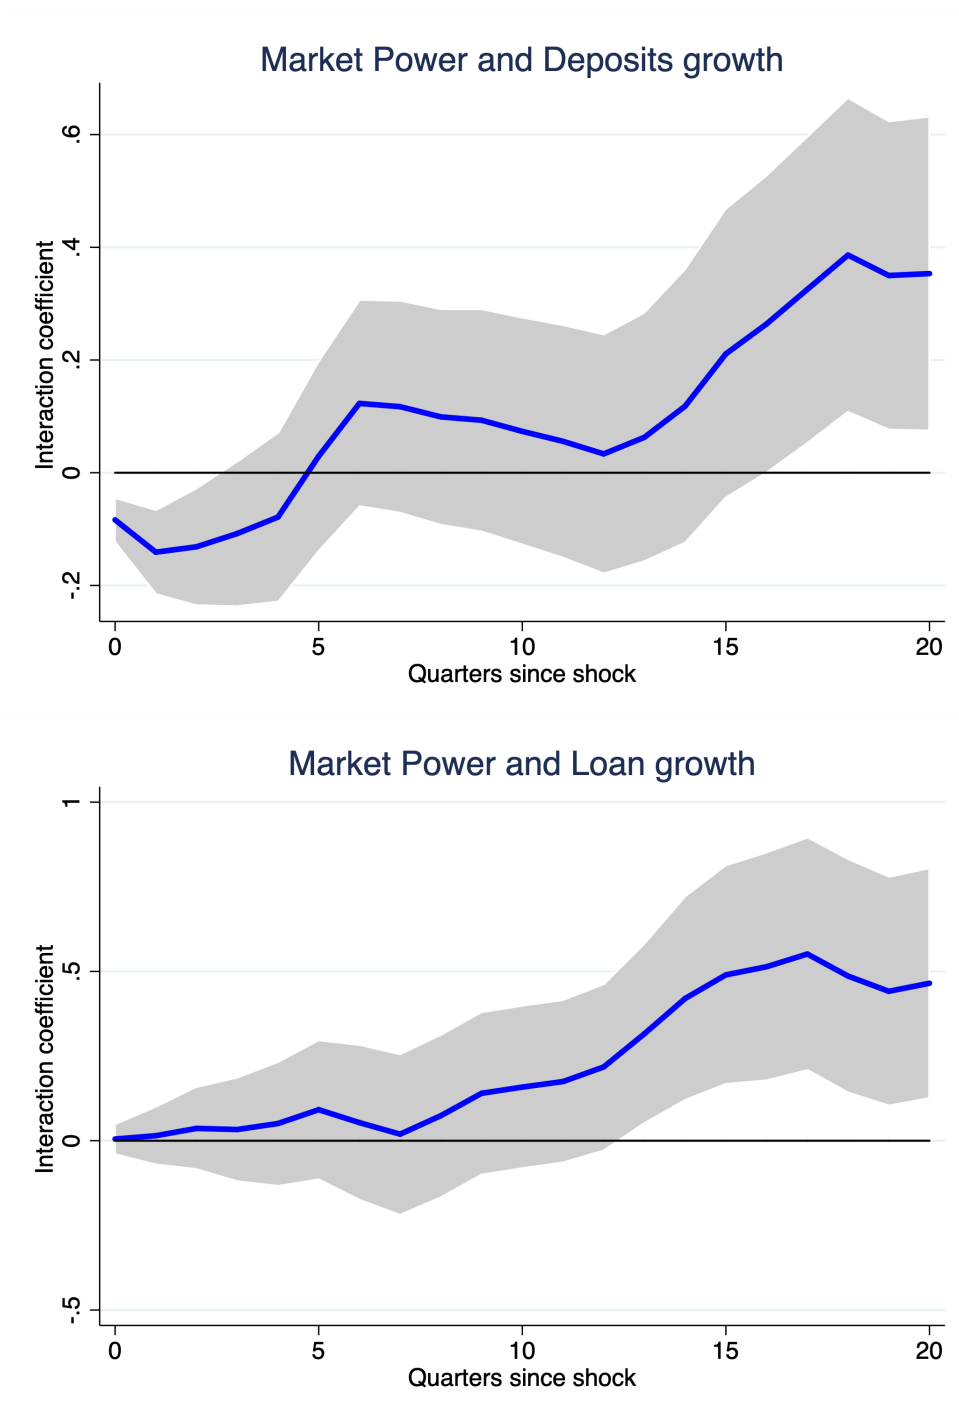 Market Power and Deposits growth
Interaction coefficient
.6
.4
.2
0
-.2
0 5 10 15 20
Quarters since shock
Market Power and Loan growth
Interaction coefficient
1
.5
0
-.5
0 5 10 15 20
Quarters since shock